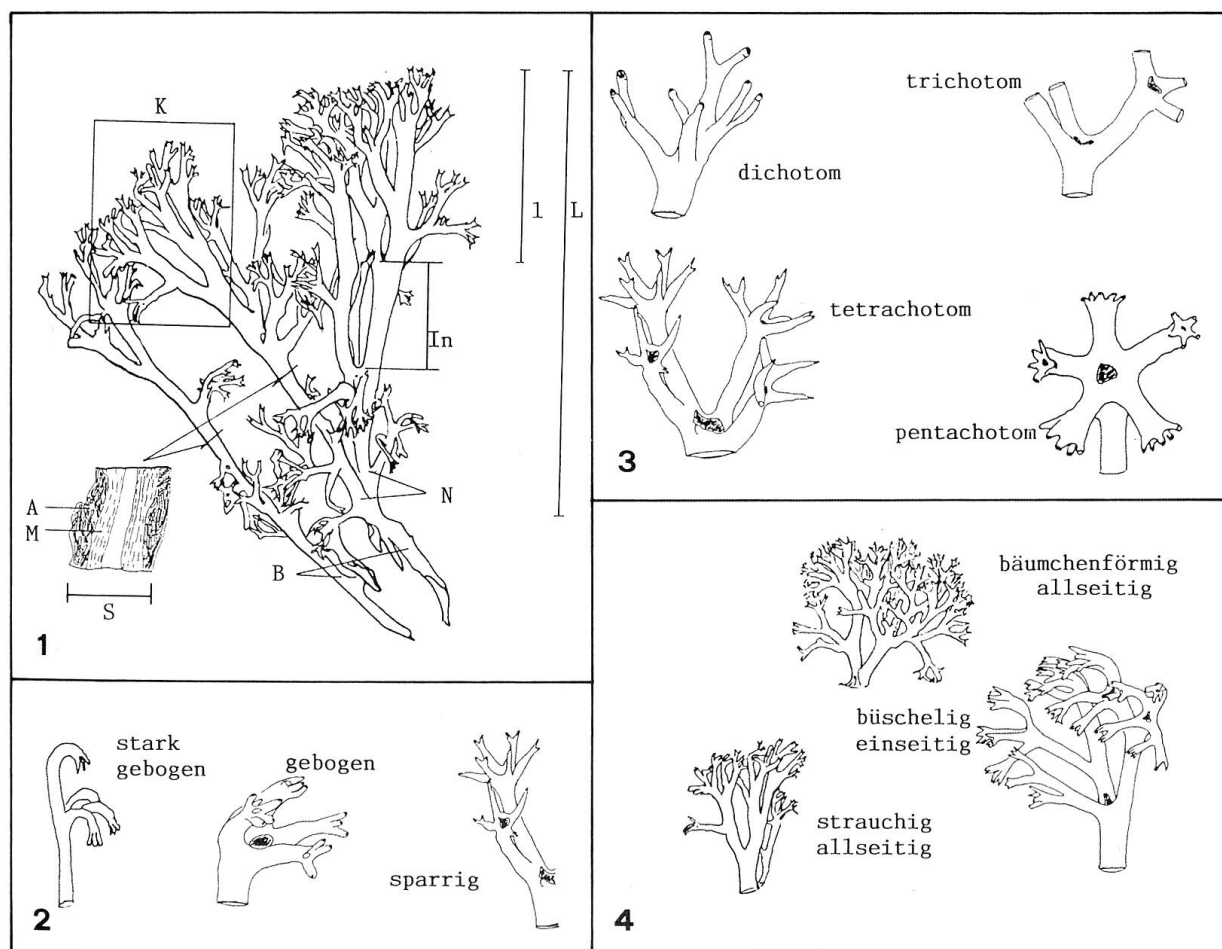 K
l
L
In
A
M
N
B
S
1
stark
gebogen
gebogen
sparrig
2
dichotom
trichotom
tetrachotom
pentachotom
3
bäumchenförmig
allseitig
büschelig
einseitig
strauchig
allseitig
4